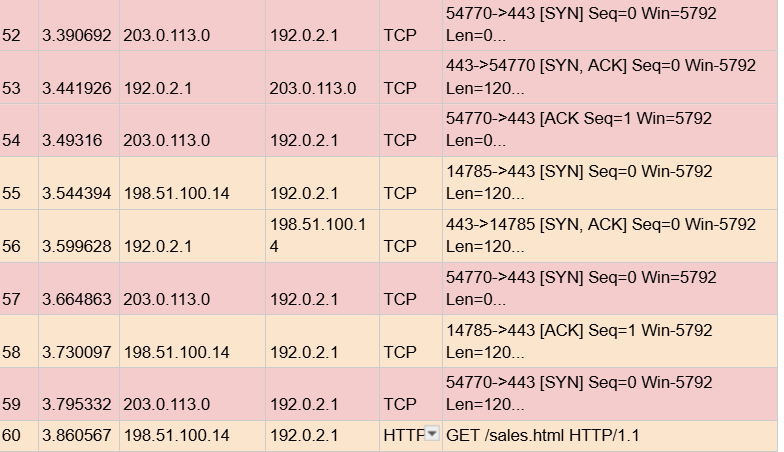 54770->443 [SYN] Seq=0 Win=5792
52 3.390692 203.0.113.0 192.0.2.1 TCP Len=0...
443->54770 [SYN, ACK] Seq=0 Win-5792
53 3.441926 192.0.2.1 203.0.113.0 TCP Len=120...
54770->443 [ACK Seq=1 Win=5792
54 3.49316 203.0.113.0 192.0.2.1 TCP Len=0...
14785->443 [SYN] Seq=0 Win-5792
55 3.544394 198.51.100.14 192.0.2.1 TCP Len=120...
198.51.100.1 443->14785 [SYN, ACK] Seq=0 Win-5792
56 3.599628 192.0.2.1 4 TCP Len=120...
54770->443 [SYN] Seq=0 Win=5792
57 3.664863 203.0.113.0 192.0.2.1 TCP Len=0...
14785->443 [ACK] Seq=1 Win-5792
58 3.730097 198.51.100.14 192.0.2.1 TCP Len=120...
54770->443 [SYN] Seq=0 Win-5792
59 3.795332 203.0.113.0 192.0.2.1 TCP Len=120...
60 3.860567 198.51.100.14 192.0.2.1 HTTP GET /sales.html HTTP/1.1